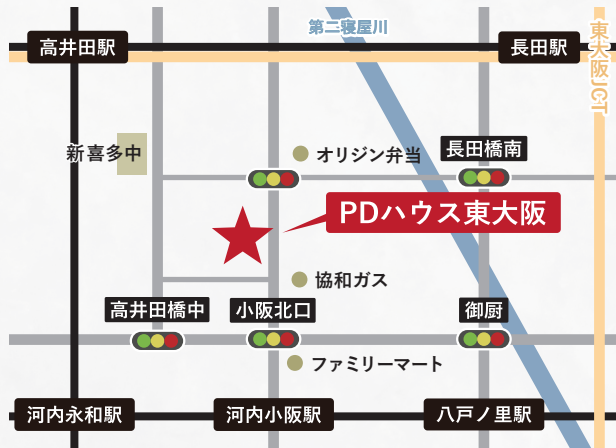 第二寝屋川
高井田駅
長田駅
東大阪JCT
新喜多中
オリジン弁当
長田橋南
PDハウス東大阪
協和ガス
高井田橋中
小阪北口
御厨
ファミリーマート
河内永和駅
河内小阪駅
八戸ノ里駅